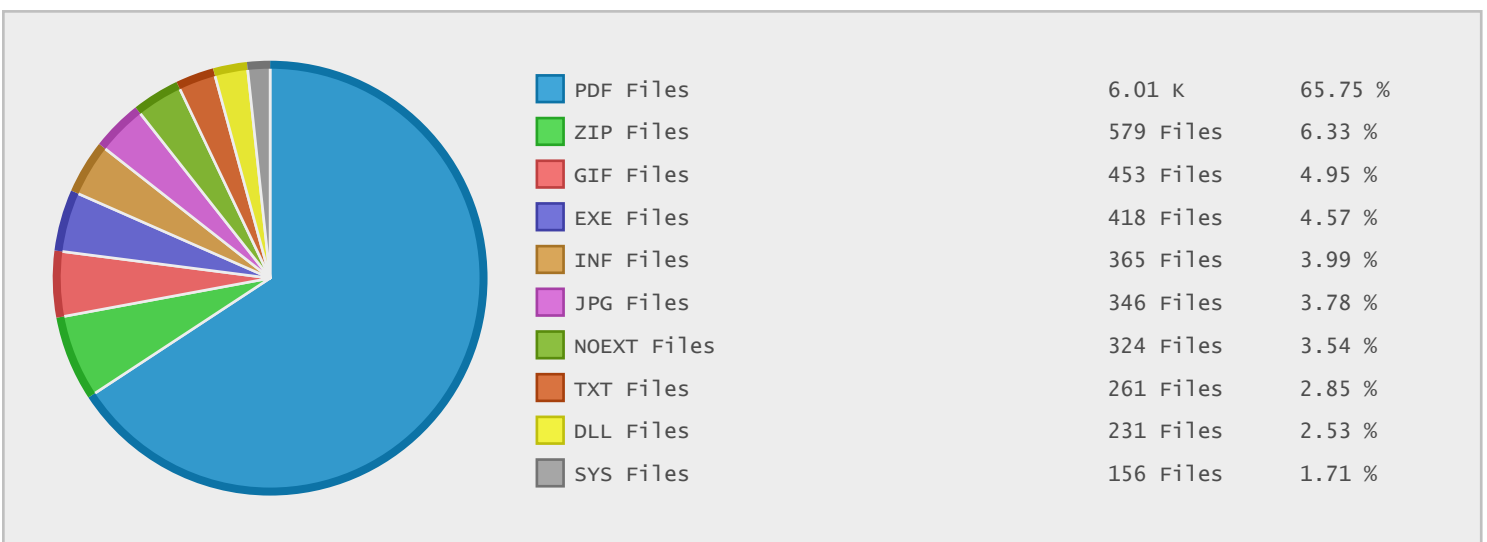 PDF Files 6.01 K 65.75 %
ZIP Files 579 Files 6.33 %
GIF Files 453 Files 4.95 %
EXE Files 418 Files 4.57 %
INF Files 365 Files 3.99 %
JPG Files 346 Files 3.78 %
NOEXT Files 324 Files 3.54 %
TXT Files 261 Files 2.85 %
DLL Files 231 Files 2.53 %
SYS Files 156 Files 1.71 %